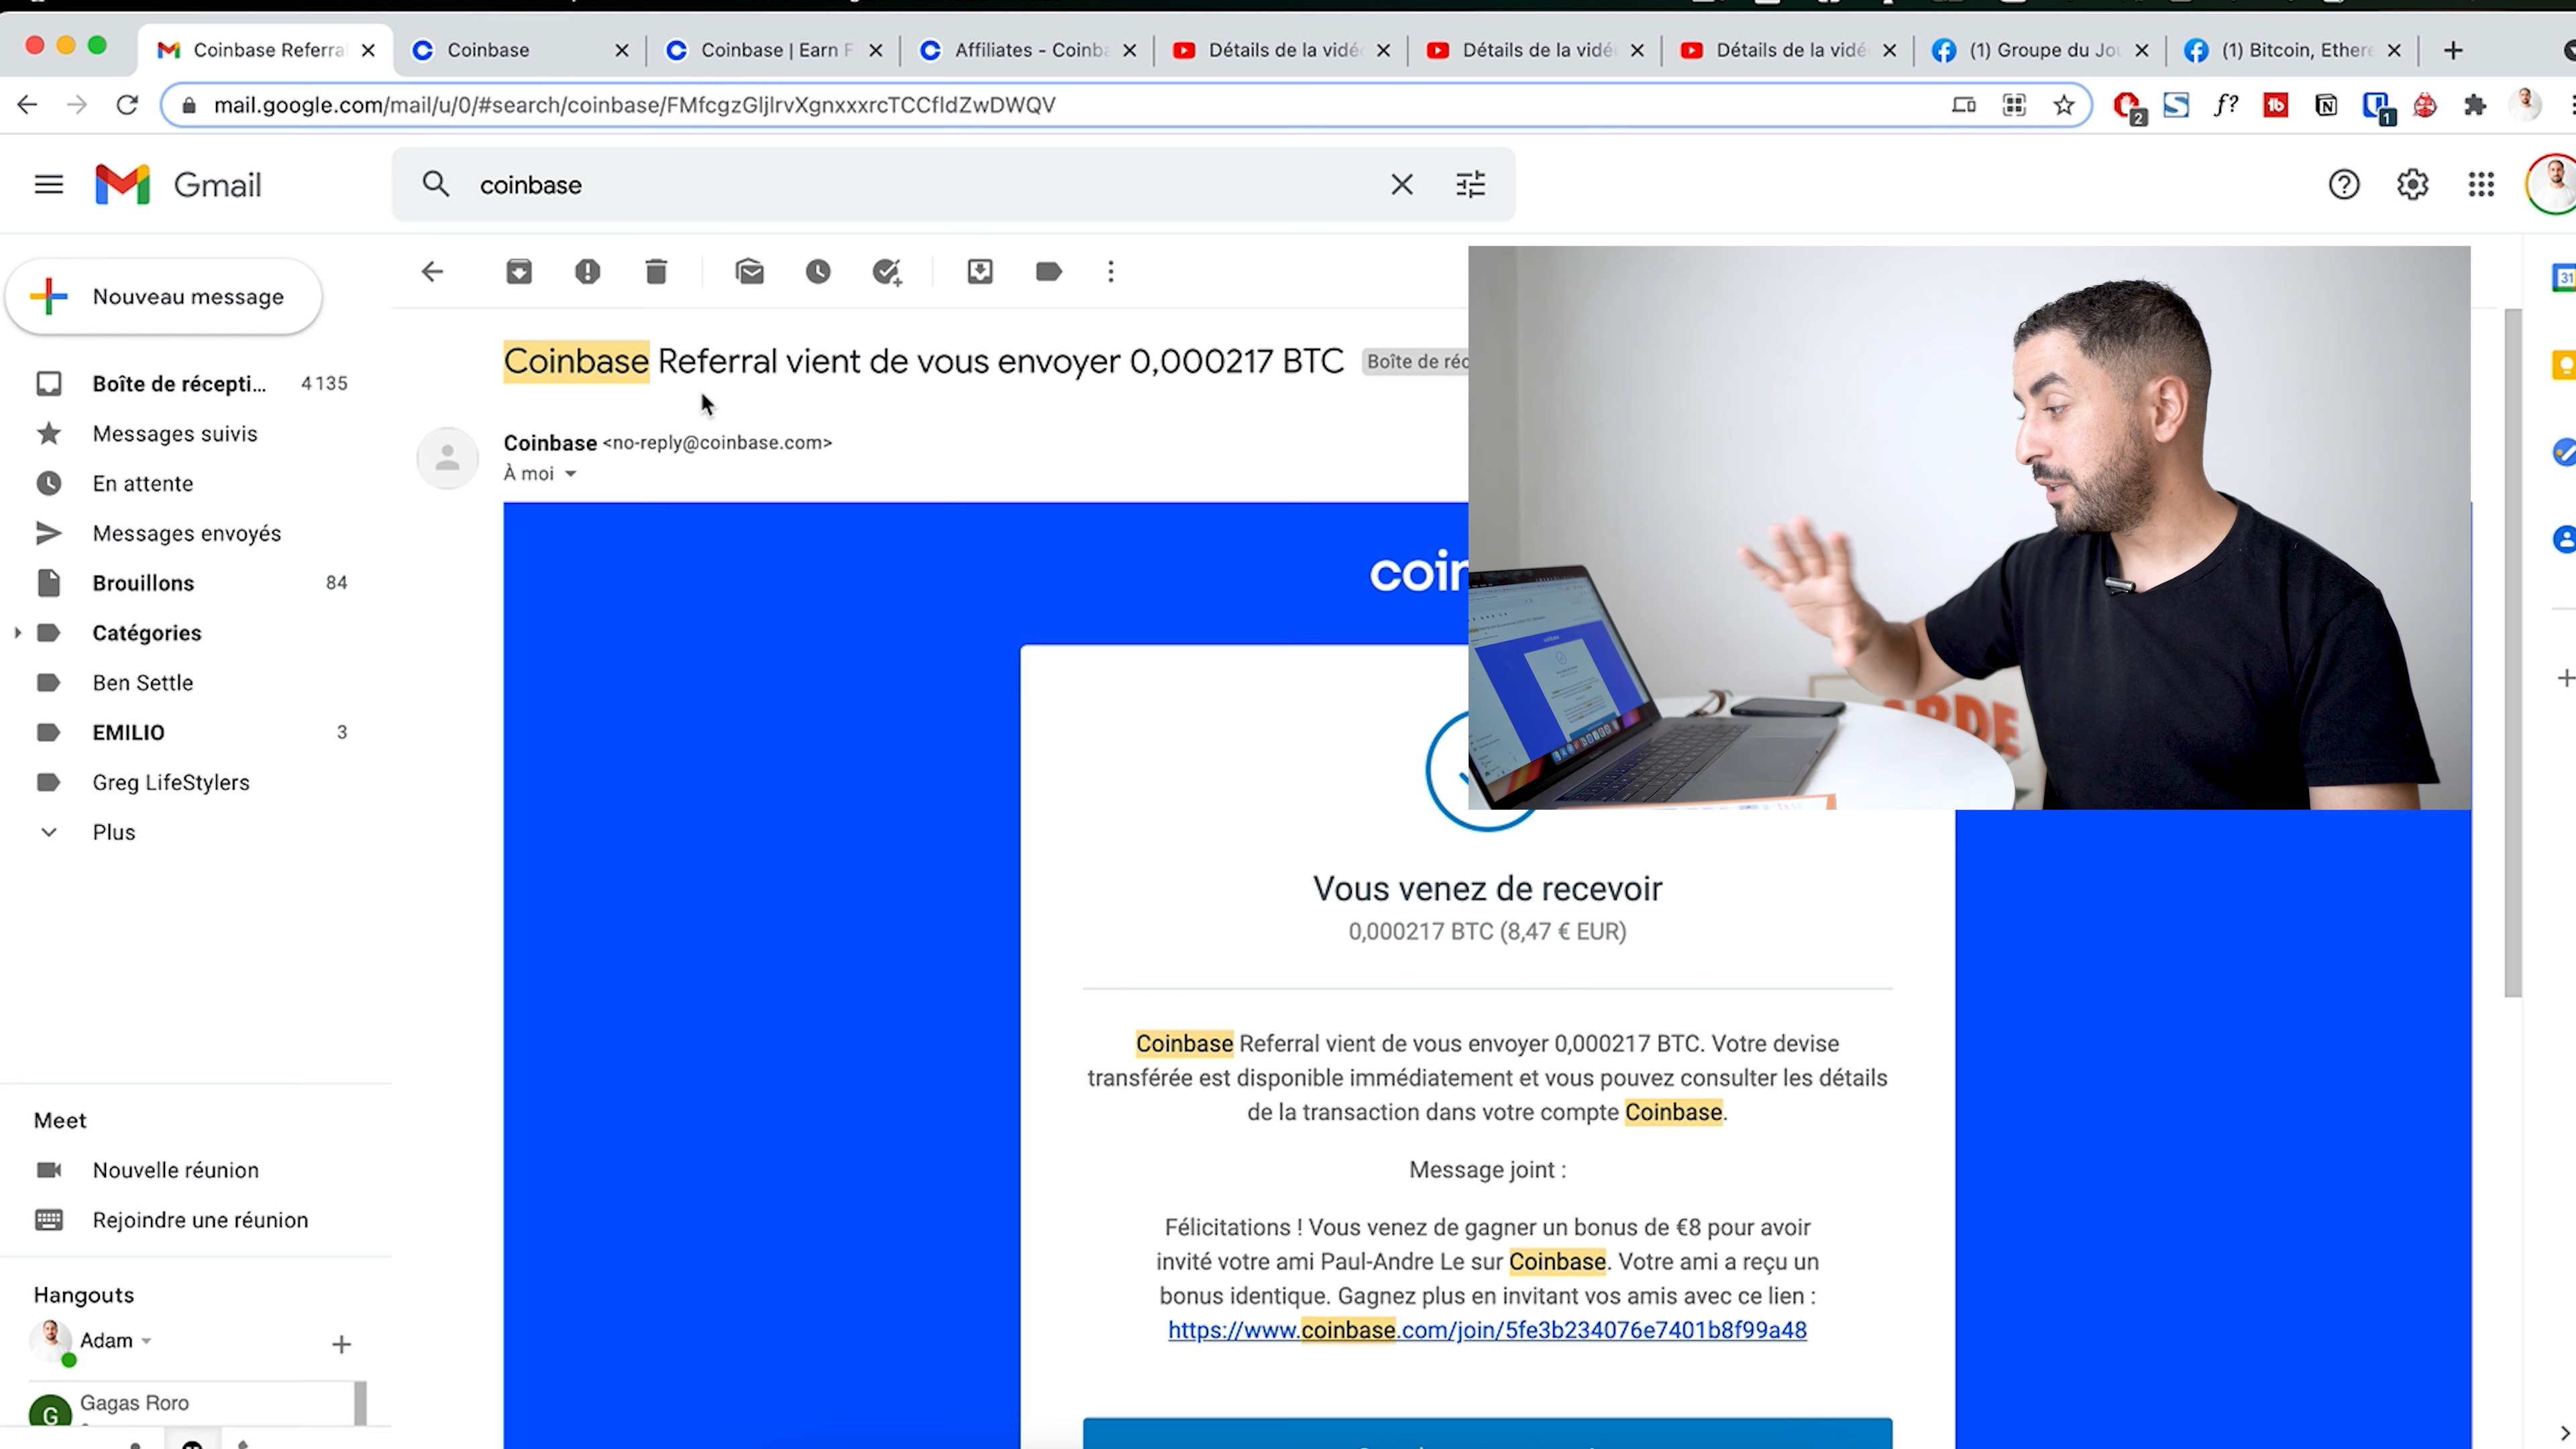 Coinbase Referral
Coinbase
Coinbase | Earn F
Affiliates - Coinba
Détails de la vidé
Détails de la vidé
Détails de la vidé
(1) Groupe du Jou
(1) Bitcoin, Ethere
mail.google.com/mail/u/0/#search/coinbase/FMfcgzGljlrvXgnxxxrcTCCfldZwDWQV
2
f?
1
Gmail
coinbase
Nouveau message
Coinbase Referral vient de vous envoyer 0,000217 BTC
Boîte de réc
31
Boîte de récepti... 4 135
Messages suivis
En attente
Messages envoyés
Brouillons 84
Catégories
Ben Settle
EMILIO 3
Greg LifeStylers
Plus
Coinbase <no-reply@coinbase.com>
À moi
coin
Vous venez de recevoir
0,000217 BTC (8,47 € EUR)
Coinbase Referral vient de vous envoyer 0,000217 BTC. Votre devise
transférée est disponible immédiatement et vous pouvez consulter les détails
de la transaction dans votre compte Coinbase.
Message joint :
Félicitations ! Vous venez de gagner un bonus de €8 pour avoir
invité votre ami Paul-Andre Le sur Coinbase. Votre ami a reçu un
bonus identique. Gagnez plus en invitant vos amis avec ce lien :
https://www.coinbase.com/join/5fe3b234076e7401b8f99a48
Meet
Nouvelle réunion
Rejoindre une réunion
Hangouts
Adam
G
Gagas Roro